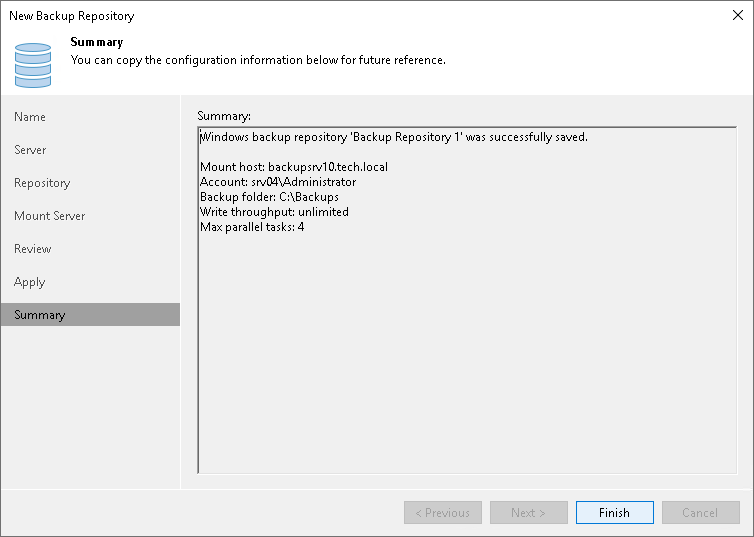 New Backup Repository
Summary
You can copy the configuration information below for future reference.
Name
Server
Repository
Mount Server
Review
Apply
Summary
Summary:
Windows backup repository 'Backup Repository 1' was successfully saved.
Mount host: backupsrv10.tech.local
Account: srv04\Administrator
Backup folder: C:\Backups
Write throughput: unlimited
Max parallel tasks: 4
< Previous
Next >
Finish
Cancel